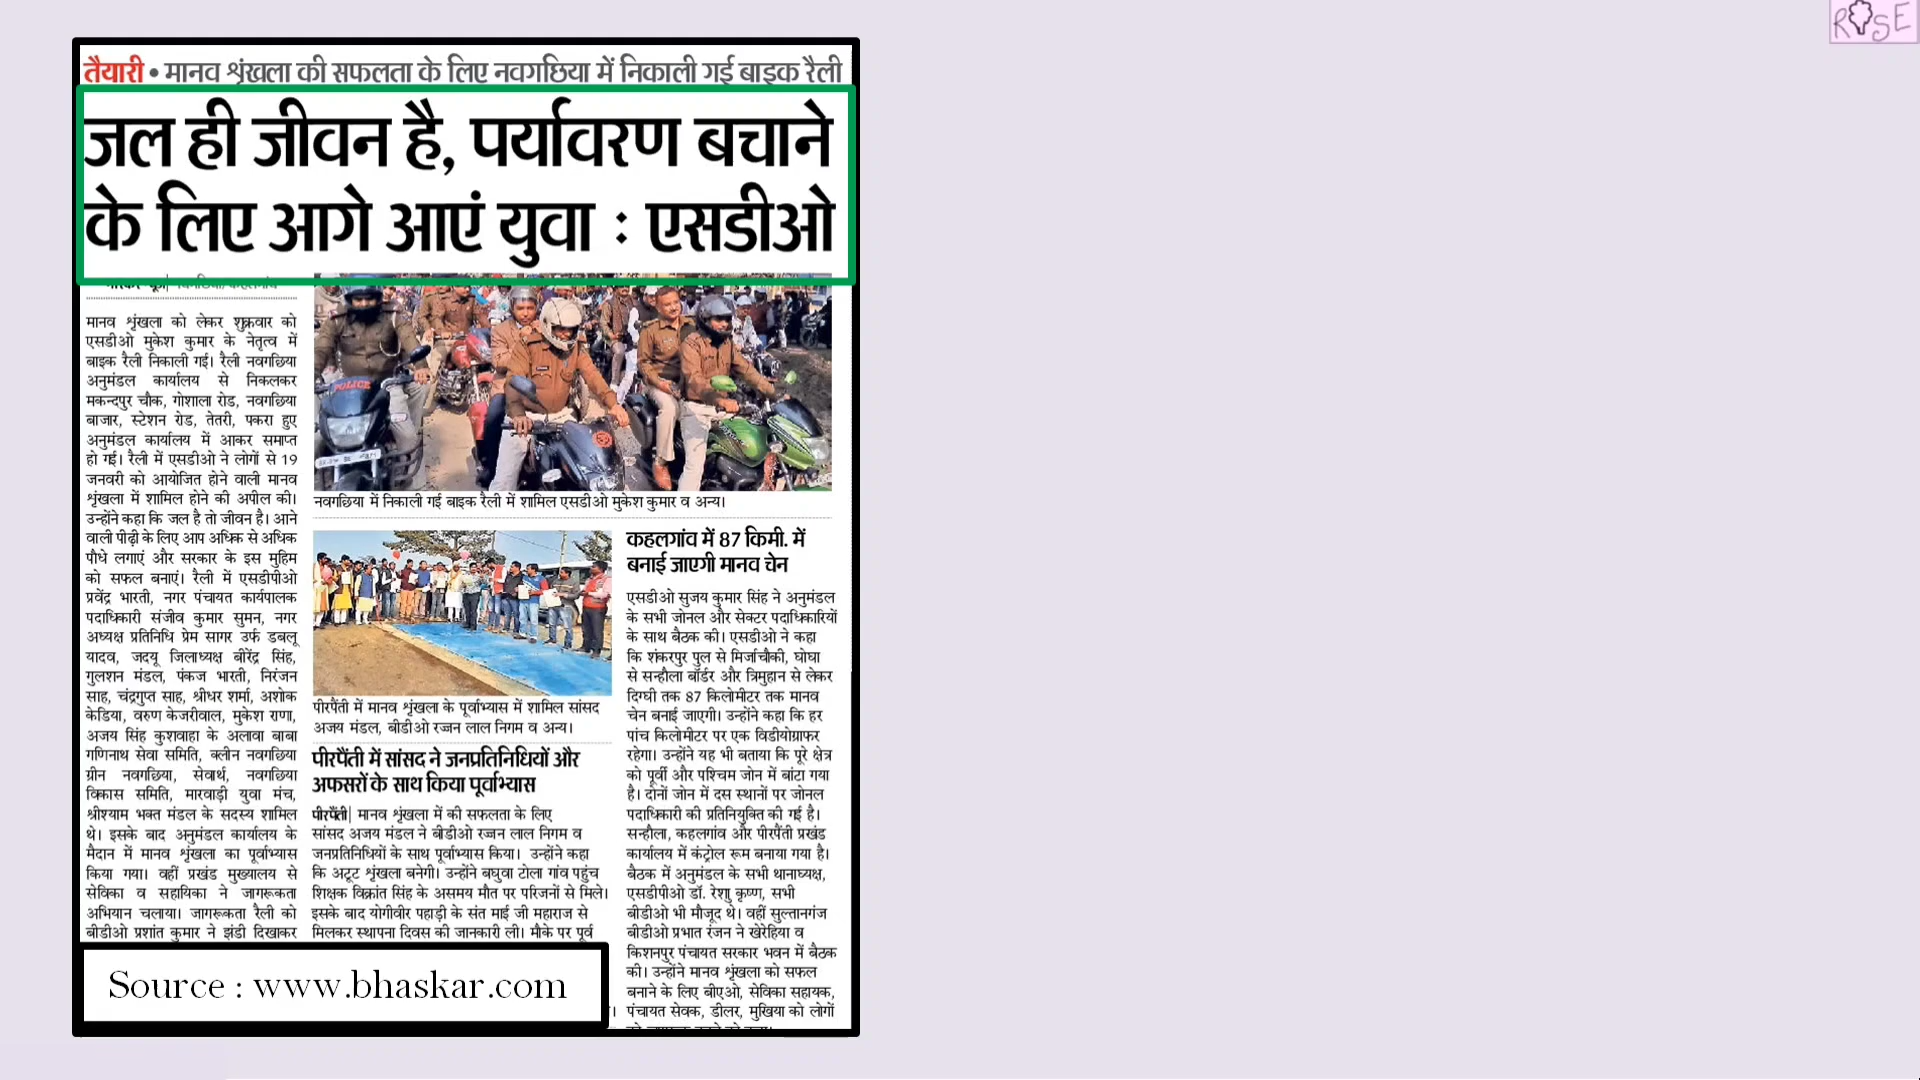 तैयारी • मानव श्रृंखला की सफलता के लिए नवगछिया में निकाली गई बाइक रैली
जल ही जीवन है, पर्यावरण बचाने
के लिए आगे आएं युवा : एसडीओ
मानव श्रृंखला को लेकर शुक्रवार को
एसडीओ मुकेश कुमार के नेतृत्व में
बाइक रैली निकाली गई। रैली नवगछिया
अनुमंडल कार्यालय से निकलकर
मकन्दपुर चौक, गोशाला रोड, नवगछिया
बाजार, स्टेशन रोड, तेतरी, पकरा हुए
अनुमंडल कार्यालय में आकर समाप्त
हो गई। रैली में एसडीओ ने लोगों से 19
जनवरी को आयोजित होने वाली मानव
श्रृंखला में शामिल होने की अपील की।
उन्होंने कहा कि जल है तो जीवन है। आने
वाली पीढ़ी के लिए आप अधिक से अधिक
पौधे लगाएं और सरकार के इस मुहिम
को सफल बनाएं। रैली में एसडीपीओ
प्रवेंद्र भारती, नगर पंचायत कार्यपालक
पदाधिकारी संजीव कुमार सुमन, नगर
अध्यक्ष प्रतिनिधि प्रेम सागर उर्फ डबलू
यादव, जदयू जिलाध्यक्ष बीरेंद्र सिंह,
गुलशन मंडल, पंकज भारती, निरंजन
साह, चंद्रगुप्त साह, श्रीधर शर्मा, अशोक
केडिया, वरुण केजरीवाल, मुकेश राणा,
अजय सिंह कुशवाहा के अलावा बाबा
गणिनाथ सेवा समिति, क्लीन नवगछिया
ग्रीन नवगछिया, सेवार्थ, नवगछिया
विकास समिति, मारवाड़ी युवा मंच,
श्रीश्याम भक्त मंडल के सदस्य शामिल
थे। इसके बाद अनुमंडल कार्यालय के
मैदान में मानव श्रृंखला का पूर्वाभ्यास
किया गया। वहीं प्रखंड मुख्यालय से
सेविका व सहायिका ने जागरूकता
अभियान चलाया। जागरूकता रैली को
बीडीओ प्रशांत कुमार ने झंडी दिखाकर
POLICE
नवगछिया में निकाली गई बाइक रैली में शामिल एसडीओ मुकेश कुमार व अन्य।
पीरपैंती में मानव श्रृंखला के पूर्वाभ्यास में शामिल सांसद
अजय मंडल, बीडीओ रज्जन लाल निगम व अन्य।
पीरपैंती में सांसद ने जनप्रतिनिधियों और
अफसरों के साथ किया पूर्वाभ्यास
पीरपैंती| मानव श्रृंखला में की सफलता के लिए
सांसद अजय मंडल ने बीडीओ रज्जन लाल निगम व
जनप्रतिनिधियों के साथ पूर्वाभ्यास किया। उन्होंने कहा
कि अटूट श्रृंखला बनेगी। उन्होंने बघुवा टोला गांव पहुंच
शिक्षक विक्रांत सिंह के असमय मौत पर परिजनों से मिले।
इसके बाद योगीवीर पहाड़ी के संत माई जी महाराज से
मिलकर स्थापना दिवस की जानकारी ली। मौके पर पूर्व
कहलगांव में 87 किमी. में
बनाई जाएगी मानव चेन
एसडीओ सुजय कुमार सिंह ने अनुमंडल
के सभी जोनल और सेक्टर पदाधिकारियों
के साथ बैठक की। एसडीओ ने कहा
कि शंकरपुर पुल से मिर्जाचौकी, घोघा
से सन्हौला बॉर्डर और त्रिमुहान से लेकर
दिग्घी तक 87 किलोमीटर तक मानव
चेन बनाई जाएगी। उन्होंने कहा कि हर
पांच किलोमीटर पर एक विडीयोग्राफर
रहेगा। उन्होंने यह भी बताया कि पूरे क्षेत्र
को पूर्वी और पश्चिम जोन में बांटा गया
है। दोनों जोन में दस स्थानों पर जोनल
पदाधिकारी की प्रतिनियुक्ति की गई है।
सन्हौला, कहलगांव और पीरपैंती प्रखंड
कार्यालय में कंट्रोल रूम बनाया गया है।
बैठक में अनुमंडल के सभी थानाध्यक्ष,
एसडीपीओ डॉ. रेशु कृष्ण, सभी
बीडीओ भी मौजूद थे। वहीं सुल्तानगंज
बीडीओ प्रभात रंजन ने खेरेहिया व
किशनपुर पंचायत सरकार भवन में बैठक
की। उन्होंने मानव श्रृंखला को सफल
बनाने के लिए बीएओ, सेविका सहायक,
पंचायत सेवक, डीलर, मुखिया को लोगों
Source : www.bhaskar.com
ROSE